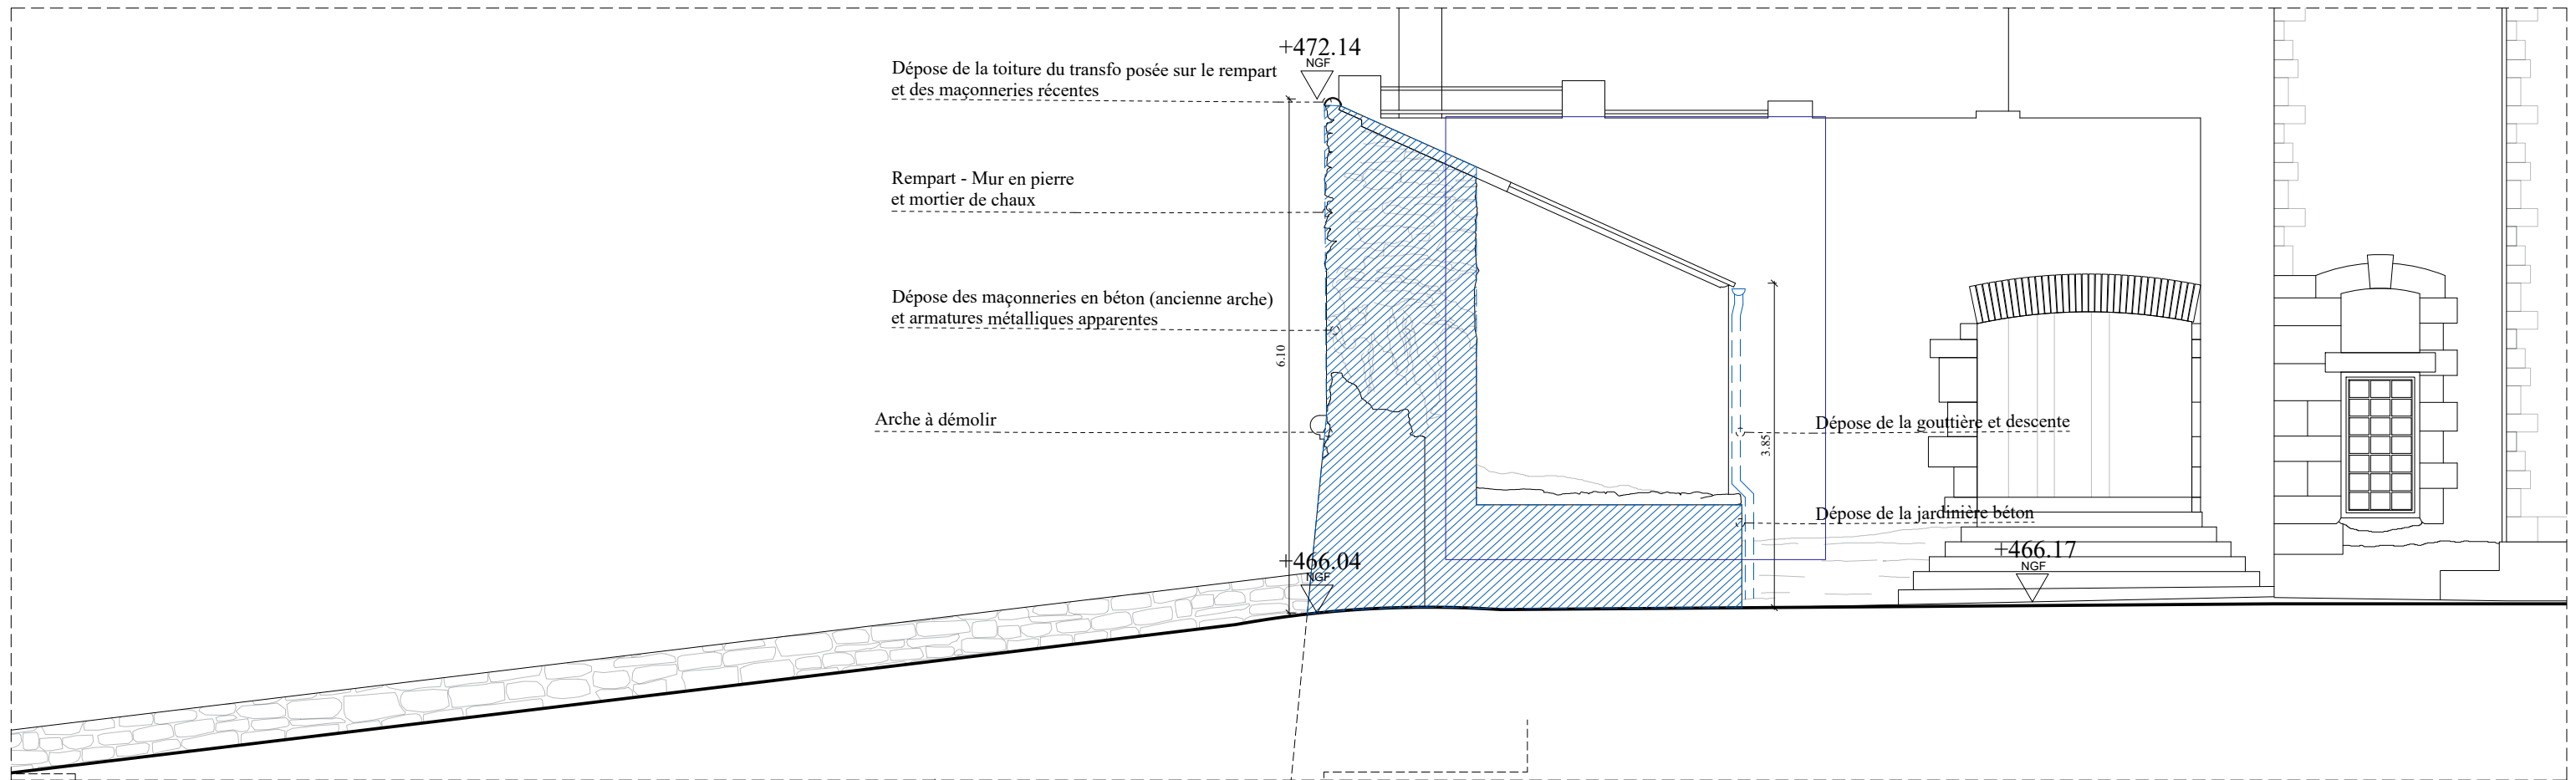 +472.14
NGF
Dépose de la toiture du transfo posée sur le rempart
et des maçonneries récentes
Rempart - Mur en pierre
et mortier de chaux
Dépose des maçonneries en béton (ancienne arche)
et armatures métalliques apparentes
6.10
Arche à démolir
Dépose de la gouttière et descente
3.85
Dépose de la jardinière béton
+466.04
NGF
+466.17
NGF